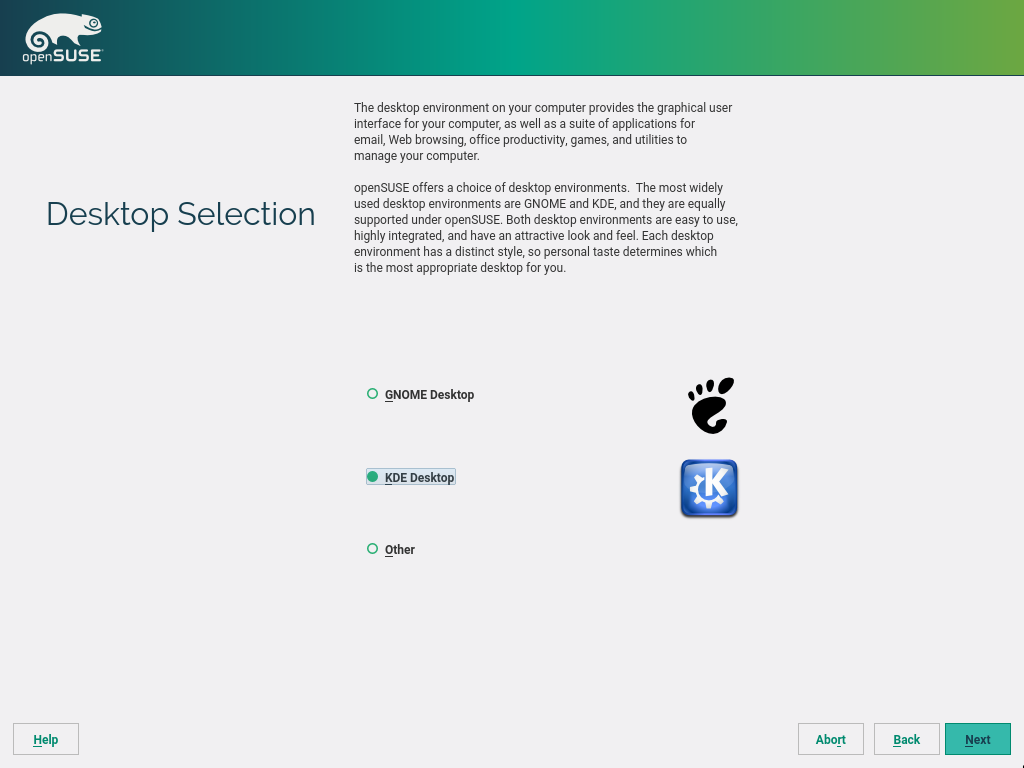 openSUSE
The desktop environment on your computer provides the graphical user
interface for your computer, as well as a suite of applications for
email, Web browsing, office productivity, games, and utilities to
manage your computer.
openSUSE offers a choice of desktop environments.  The most widely
used desktop environments are GNOME and KDE, and they are equally
supported under openSUSE. Both desktop environments are easy to use,
highly integrated, and have an attractive look and feel. Each desktop
environment has a distinct style, so personal taste determines which
is the most appropriate desktop for you.
Desktop Selection
GNOME Desktop
KDE Desktop
Other
Help
Abort
Back
Next